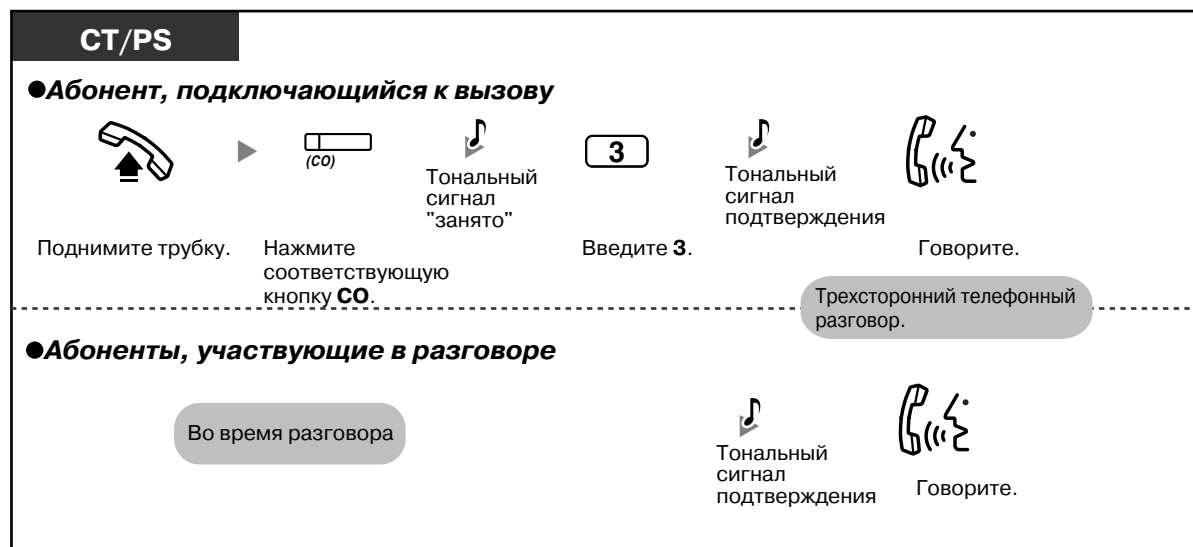 CT/PS
●Абонент, подключающийся к вызову
(CO)
3
Тональный
сигнал
"занято"
Тональный
сигнал
подтверждения
Поднимите трубку.
Нажмите
соответствующую
кнопку CO.
Введите 3.
Говорите.
Трехсторонний телефонный
разговор.
●Абоненты, участвующие в разговоре
Во время разговора
Тональный
сигнал
подтверждения
Говорите.